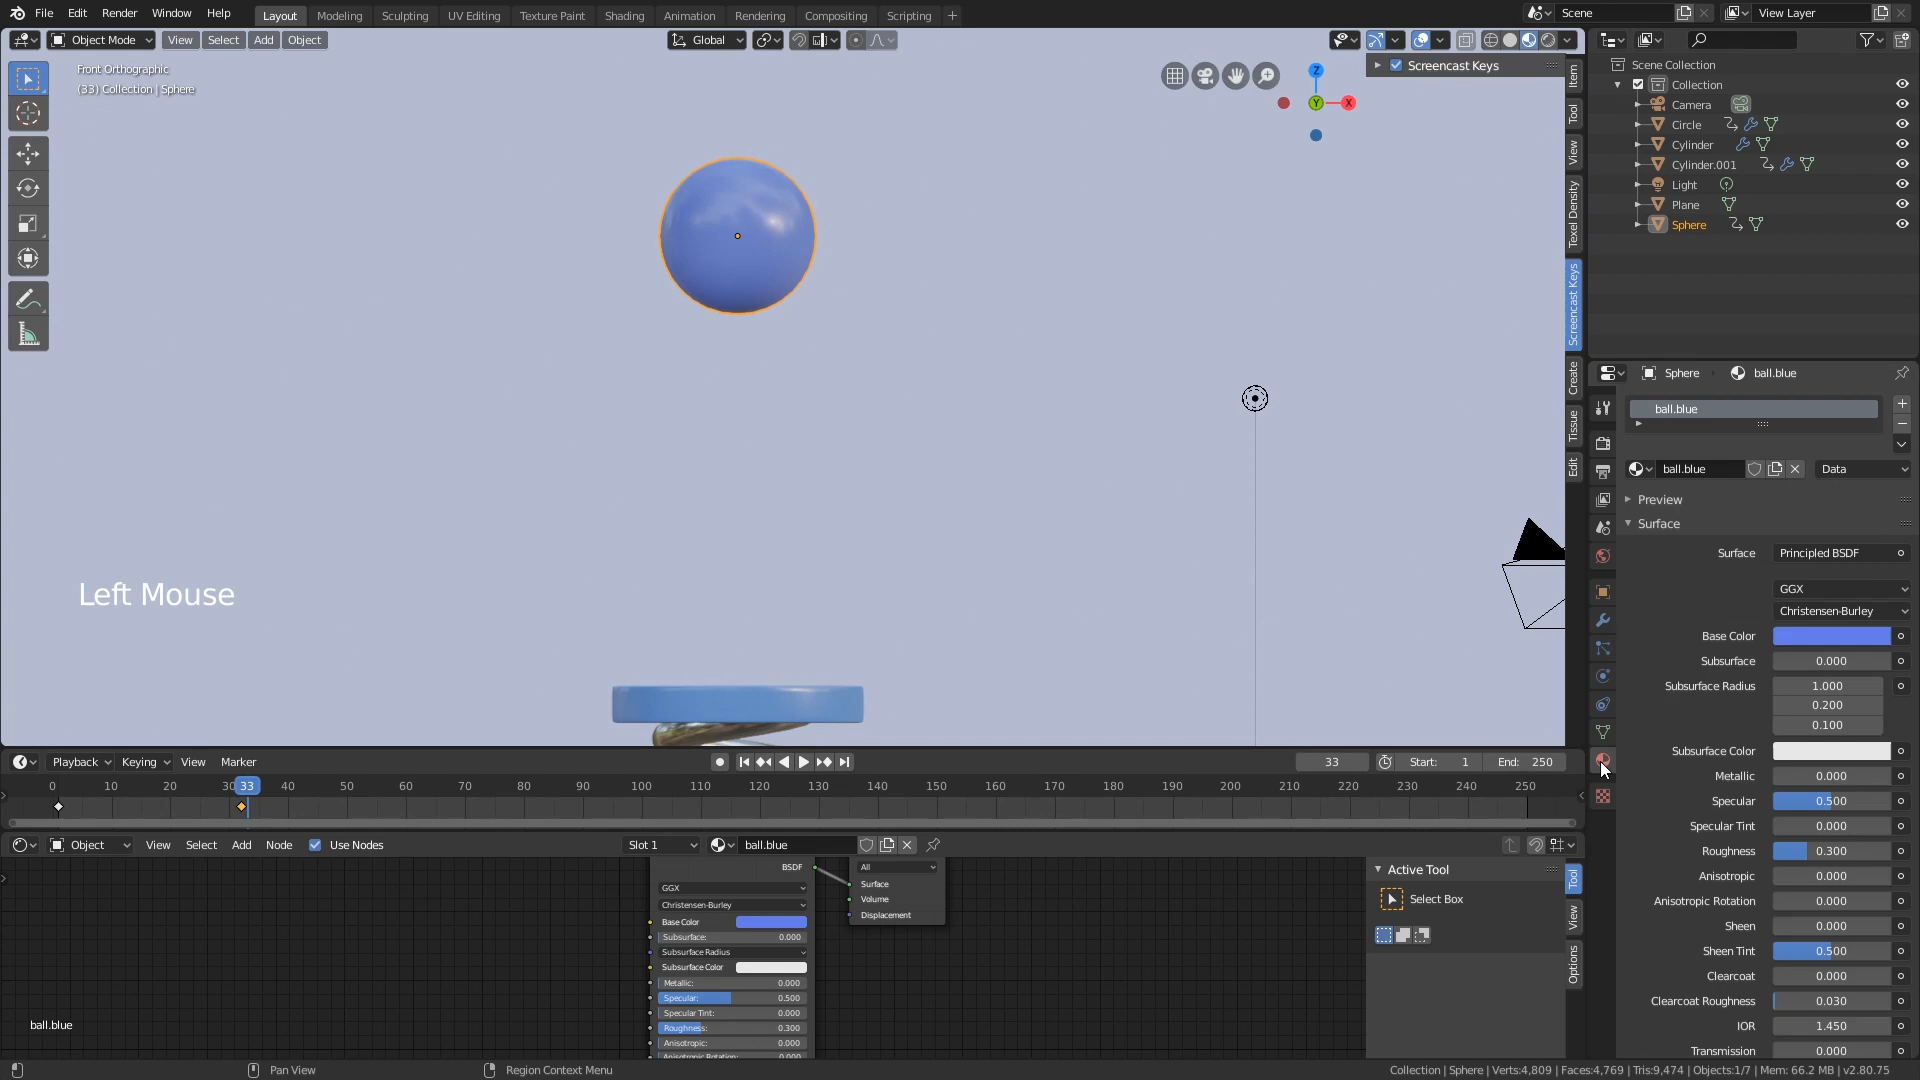 File Edit Render Window Help Layout Modeling Sculpting UV Editing Texture Paint Shading Animation Rendering Compositing Scripting + Scene View Layer
Object Mode View Select Add Object Global
Front Orthographic
(33) Collection | Sphere
Screencast Keys
Z
Y
X
Left Mouse
Item
Tool
View
Texel Density
Screencast Keys
Create
Tissue
Edit
Scene Collection
Collection
Camera
Circle
Cylinder
Cylinder.001
Light
Plane
Sphere
Sphere ball.blue
ball.blue
ball.blue Data
Preview
Surface
Surface Principled BSDF
GGX
Christensen-Burley
Base Color
Subsurface 0.000
Subsurface Radius 1.000
0.200
0.100
Subsurface Color
Metallic 0.000
Specular 0.500
Specular Tint 0.000
Roughness 0.300
Anisotropic 0.000
Anisotropic Rotation 0.000
Sheen 0.000
Sheen Tint 0.500
Clearcoat 0.000
Clearcoat Roughness 0.030
IOR 1.450
Transmission 0.000
Playback Keying View Marker 33 Start: 1 End: 250
0 10 20 30 33 40 50 60 70 80 90 100 110 120 130 140 150 160 170 180 190 200 210 220 230 240 250
Object View Select Add Node Use Nodes Slot 1 ball.blue
BSDF
GGX
Christensen-Burley
Base Color
Subsurface: 0.000
Subsurface Radius
Subsurface Color
Metallic: 0.000
Specular: 0.500
Specular Tint: 0.000
Roughness: 0.300
Anisotropic: 0.000
Anisotropic Rotation: 0.000
All
Surface
Volume
Displacement
Active Tool
Select Box
Tool
View
Options
ball.blue
Pan View Region Context Menu Collection | Sphere | Verts:4,809 | Faces:4,769 | Tris:9,474 | Objects:1/7 | Mem: 66.2 MB | v2.80.75